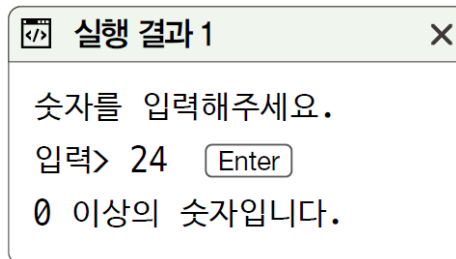 </> 실행 결과 1 ×
숫자를 입력해주세요.
입력> 24 Enter
0 이상의 숫자입니다.